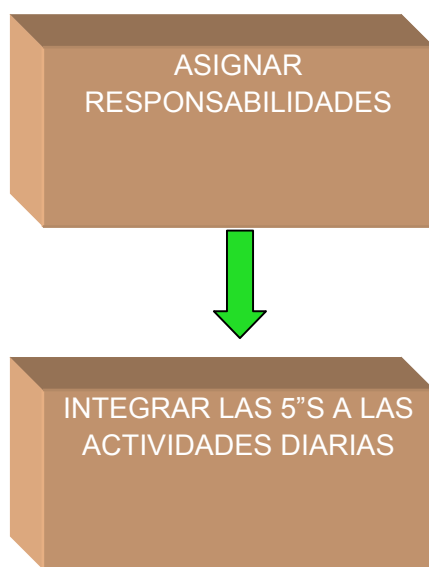 ASIGNAR
RESPONSABILIDADES
INTEGRAR LAS 5”S A LAS
ACTIVIDADES DIARIAS